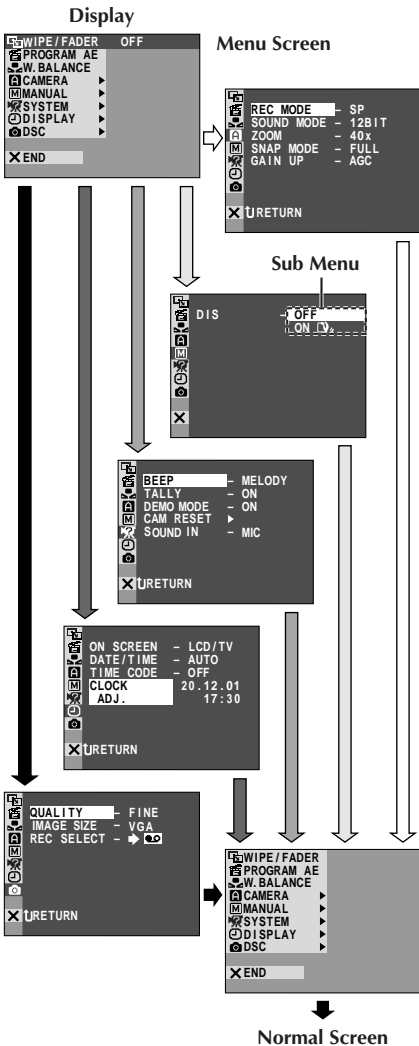 Display
WIPE/FADER OFF
PROGRAM AE
W. BALANCE
CAMERA
MANUAL
SYSTEM
DISPLAY
DSC
END
Menu Screen
REC MODE – SP
SOUND MODE – 12BIT
ZOOM – 40x
SNAP MODE – FULL
GAIN UP – AGC
RETURN
Sub Menu
DIS – OFF
ON
BEEP – MELODY
TALLY – ON
DEMO MODE – ON
CAM RESET
SOUND IN – MIC
RETURN
ON SCREEN – LCD/TV
DATE/TIME – AUTO
TIME CODE – OFF
CLOCK 20.12.01
ADJ. 17:30
RETURN
QUALITY – FINE
IMAGE SIZE – VGA
REC SELECT –
RETURN
WIPE/FADER
PROGRAM AE
W. BALANCE
CAMERA
MANUAL
SYSTEM
DISPLAY
DSC
END
Normal Screen